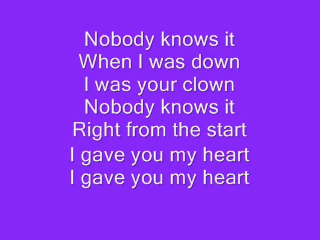 Nobody knows it
When I was down
I was your clown
Nobody knows it
Right from the start
I gave you my heart
I gave you my heart